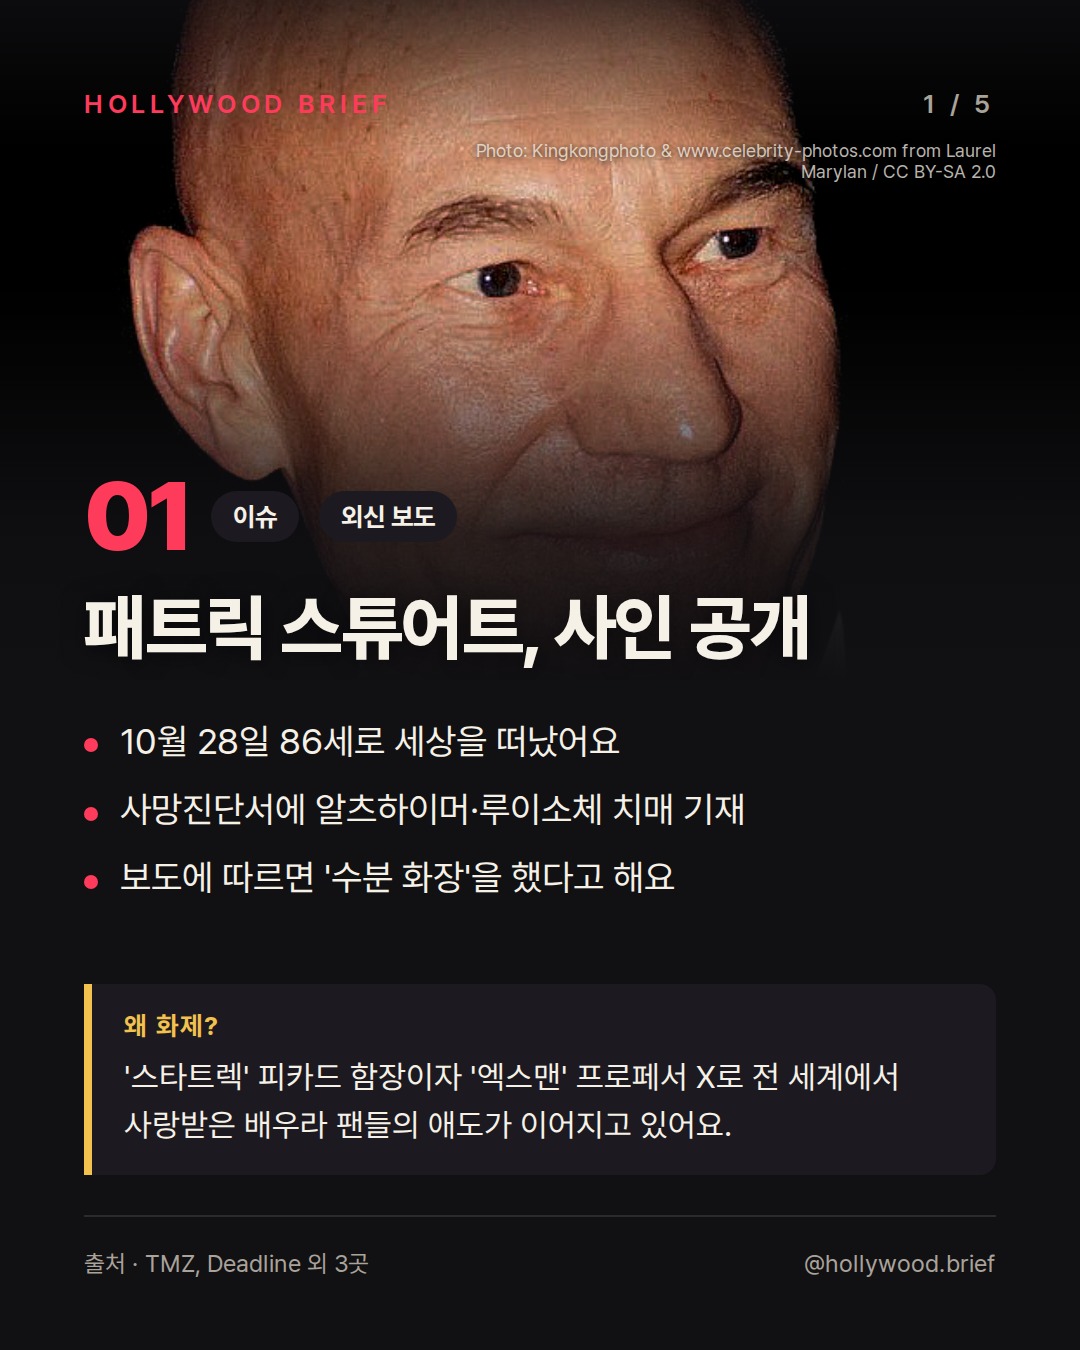 HOLLYWOOD BRIEF
1 / 5
Photo: Kingkongphoto & www.celebrity-photos.com from Laurel
Marylan / CC BY-SA 2.0
01
이슈
외신 보도
패트릭 스튜어트, 사인 공개
10월 28일 86세로 세상을 떠났어요
사망진단서에 알츠하이머·루이소체 치매 기재
보도에 따르면 '수분 화장'을 했다고 해요
왜 화제?
'스타트렉' 피카드 함장이자 '엑스맨' 프로페서 X로 전 세계에서
사랑받은 배우라 팬들의 애도가 이어지고 있어요.
출처 · TMZ, Deadline 외 3곳
@hollywood.brief